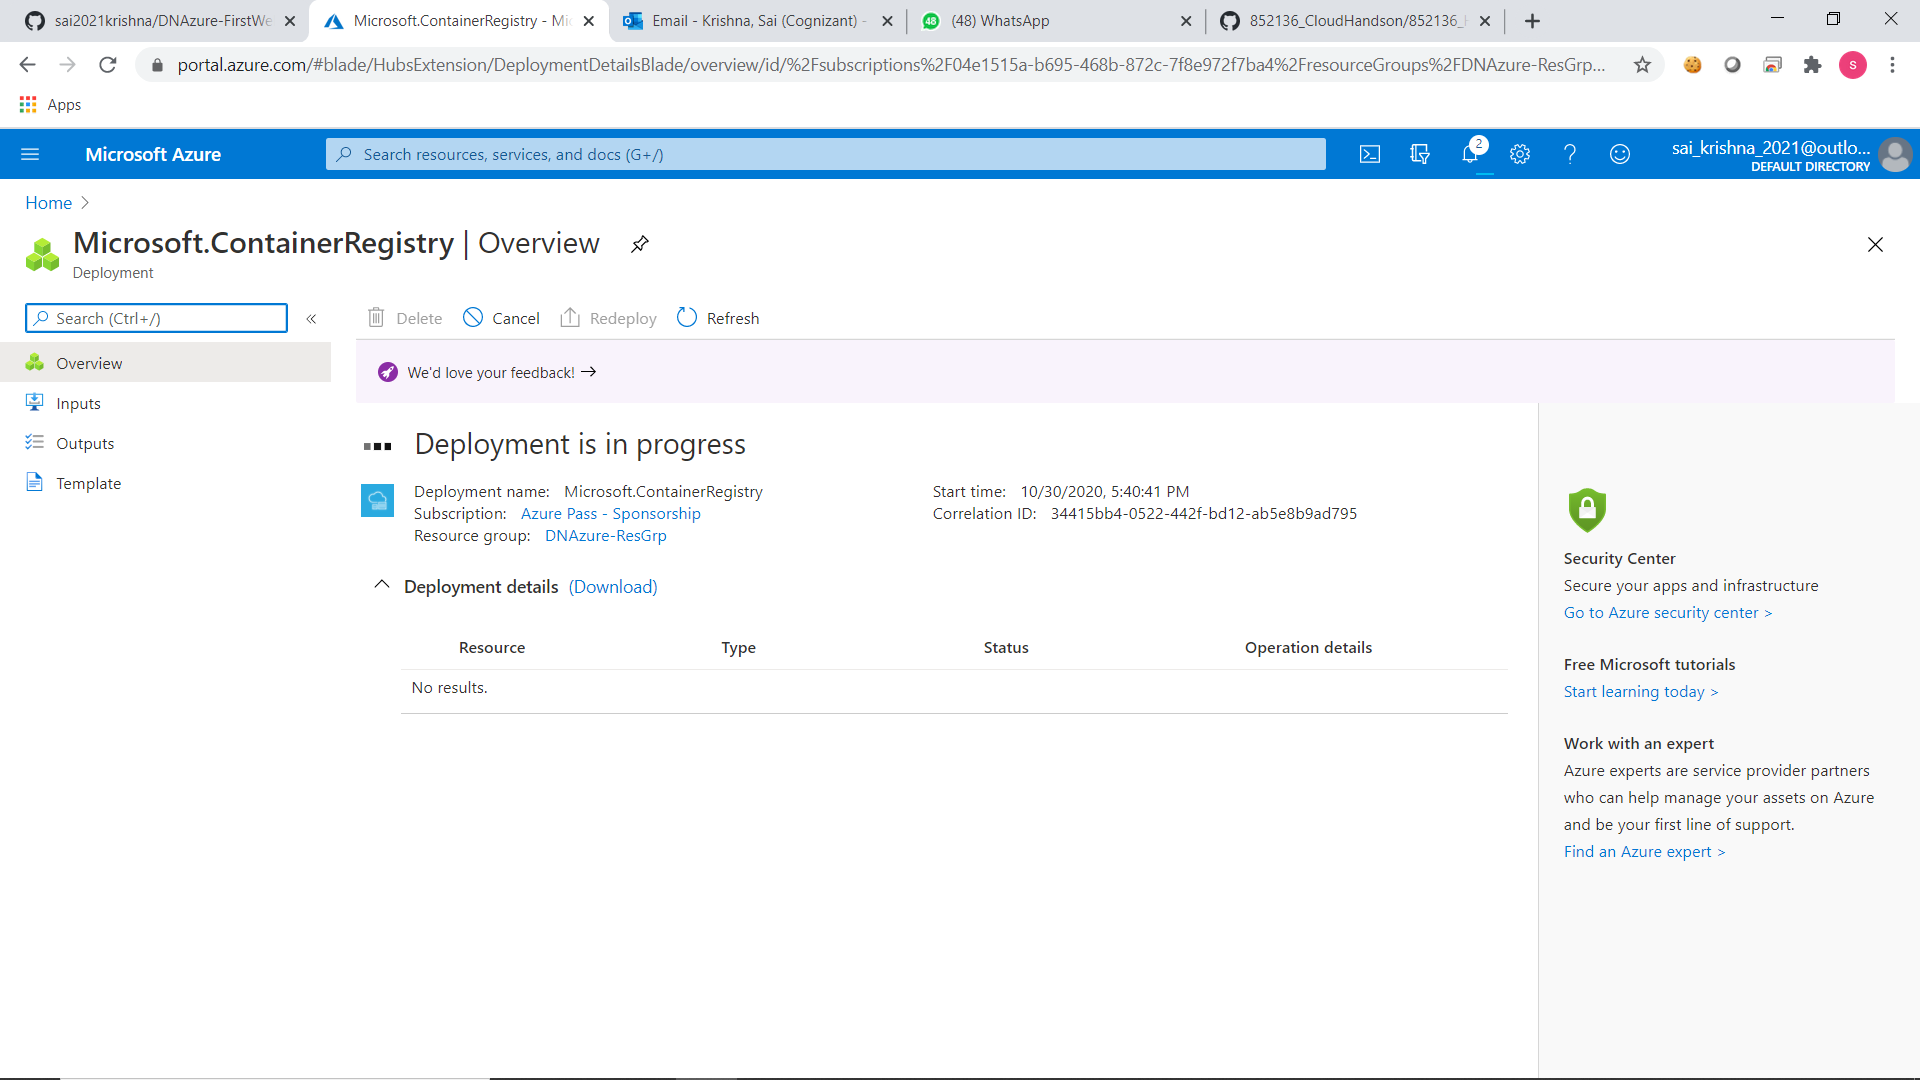 sai2021krishna/DNAzure-FirstWe
Microsoft.ContainerRegistry - Mi
Email - Krishna, Sai (Cognizant) -
48
(48) WhatsApp
852136_CloudHandson/852136_
portal.azure.com/#blade/HubsExtension/DeploymentDetailsBlade/overview/id/%2Fsubscriptions%2F04e1515a-b695-468b-872c-7f8e972f7ba4%2FresourceGroups%2FDNAzure-ResGrp...
S
Apps
Microsoft Azure
Search resources, services, and docs (G+/)
2
sai_krishna_2021@outlo...
DEFAULT DIRECTORY
Home
Microsoft.ContainerRegistry | Overview
Deployment
Search (Ctrl+/)
Delete
Cancel
Redeploy
Refresh
Overview
Inputs
Outputs
Template
We'd love your feedback! →
Deployment is in progress
Deployment name: Microsoft.ContainerRegistry
Subscription: Azure Pass - Sponsorship
Resource group: DNAzure-ResGrp
Start time: 10/30/2020, 5:40:41 PM
Correlation ID: 34415bb4-0522-442f-bd12-ab5e8b9ad795
Deployment details (Download)
Resource Type Status Operation details
No results.
Security Center
Secure your apps and infrastructure
Go to Azure security center >
Free Microsoft tutorials
Start learning today >
Work with an expert
Azure experts are service provider partners
who can help manage your assets on Azure
and be your first line of support.
Find an Azure expert >